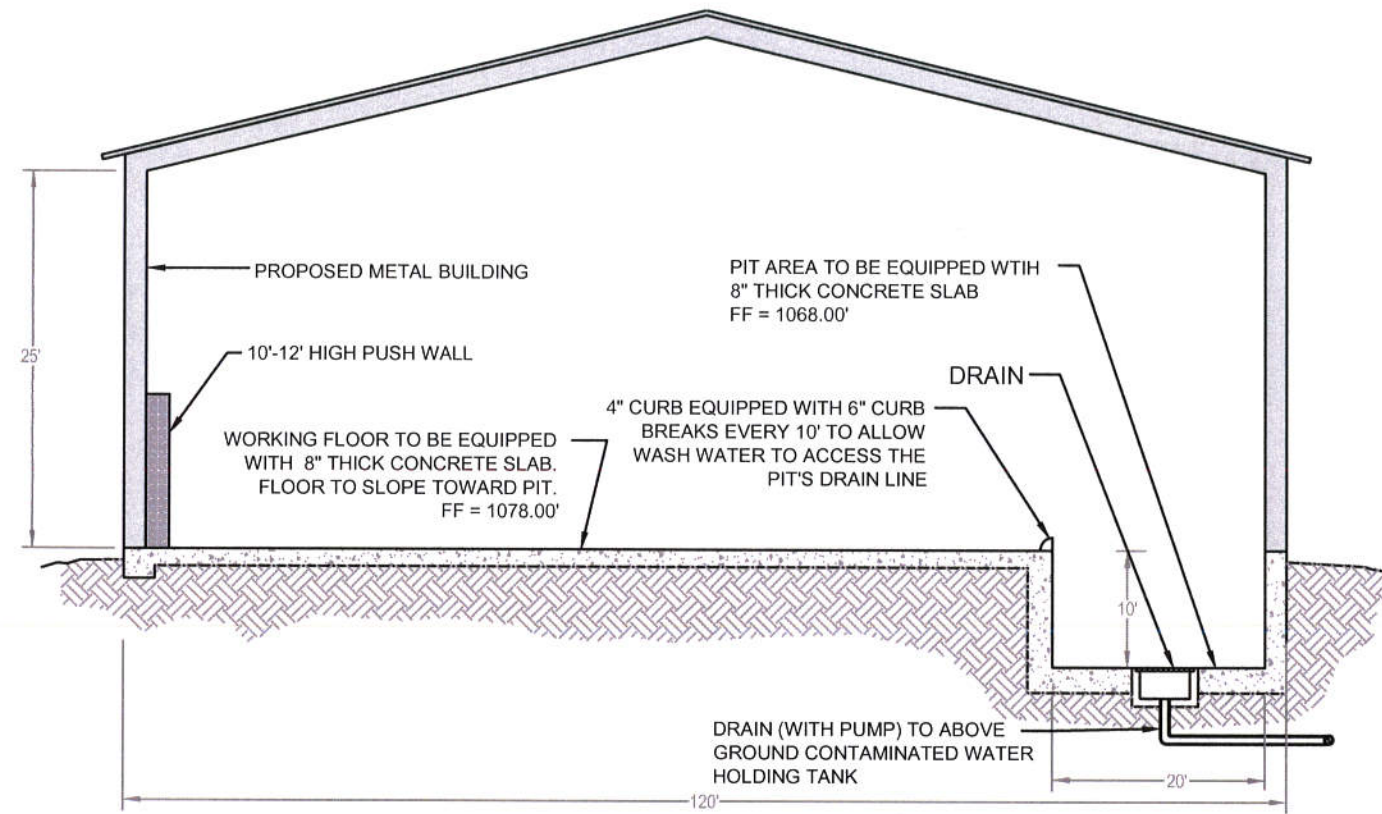 PROPOSED METAL BUILDING
PIT AREA TO BE EQUIPPED WTIH
8" THICK CONCRETE SLAB
FF = 1068.00'
25'
10'-12' HIGH PUSH WALL
DRAIN
4" CURB EQUIPPED WITH 6" CURB
BREAKS EVERY 10' TO ALLOW
WASH WATER TO ACCESS THE
PIT'S DRAIN LINE
WORKING FLOOR TO BE EQUIPPED
WITH 8" THICK CONCRETE SLAB.
FLOOR TO SLOPE TOWARD PIT.
FF = 1078.00'
10'
DRAIN (WITH PUMP) TO ABOVE
GROUND CONTAMINATED WATER
HOLDING TANK
20'
120'